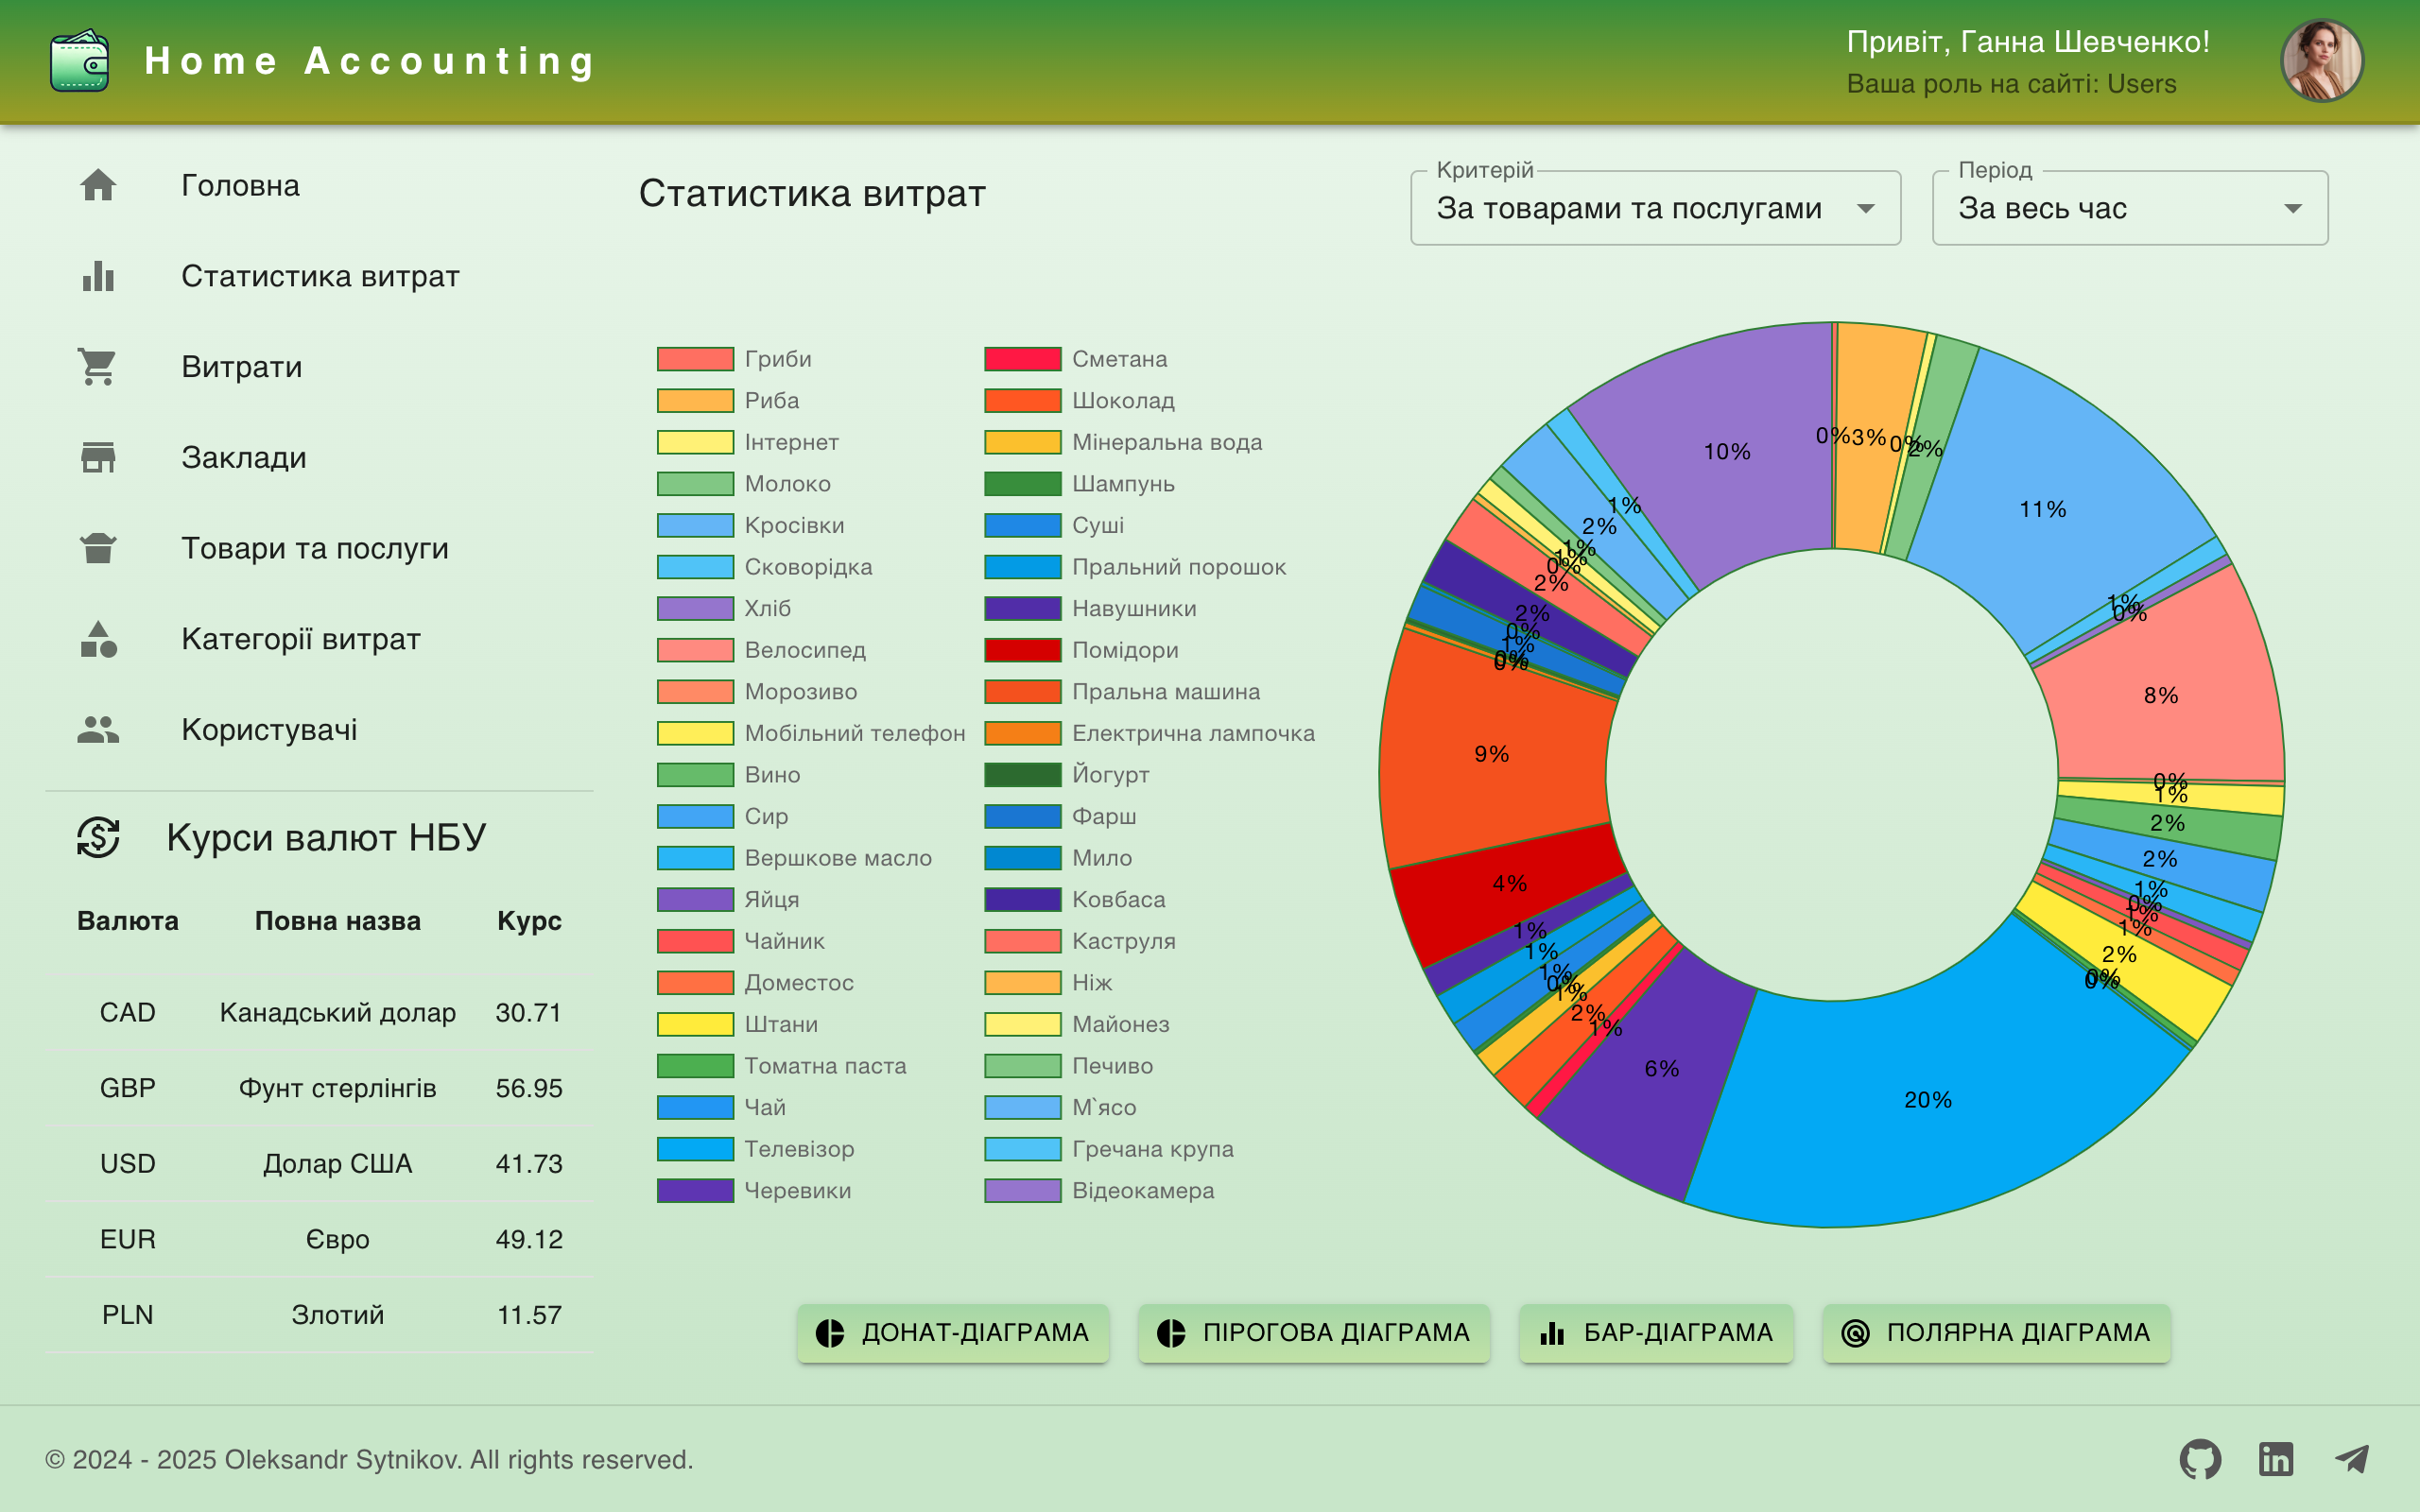 Home Accounting
Привіт, Ганна Шевченко!
Ваша роль на сайті: Users
Головна
Статистика витрат
Витрати
Заклади
Товари та послуги
Категорії витрат
Користувачі
Курси валют НБУ
Валюта Повна назва Курс
CAD Канадський долар 30.71
GBP Фунт стерлінгів 56.95
USD Долар США 41.73
EUR Євро 49.12
PLN Злотий 11.57
Статистика витрат
Критерій
За товарами та послугами
Період
За весь час
Гриби
Риба
Інтернет
Молоко
Кросівки
Сковорідка
Хліб
Велосипед
Морозиво
Мобільний телефон
Вино
Сир
Вершкове масло
Яйця
Чайник
Доместос
Штани
Томатна паста
Чай
Телевізор
Черевики
Сметана
Шоколад
Мінеральна вода
Шампунь
Суші
Пральний порошок
Навушники
Помідори
Пральна машина
Електрична лампочка
Йогурт
Фарш
Мило
Ковбаса
Каструля
Ніж
Майонез
Печиво
М`ясо
Гречана крупа
Відеокамера
0%
3%
0%
2%
11%
1%
0%
8%
0%
1%
2%
2%
1%
0%
1%
1%
2%
0%
0%
20%
6%
1%
2%
1%
0%
1%
1%
1%
4%
9%
0%
0%
1%
0%
2%
2%
0%
1%
1%
2%
1%
10%
ДОНАТ-ДІАГРАМА
ПІРОГОВА ДІАГРАМА
БАР-ДІАГРАМА
ПОЛЯРНА ДІАГРАМА
© 2024 - 2025 Oleksandr Sytnikov. All rights reserved.